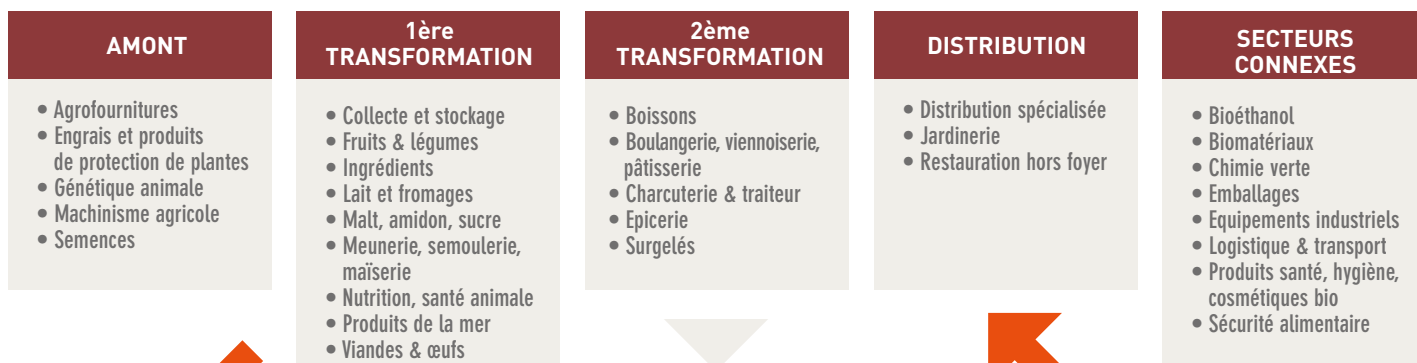 AMONT
• Agrofournitures
• Engrais et produits
de protection de plantes
• Génétique animale
• Machinisme agricole
• Semences
1ère
TRANSFORMATION
• Collecte et stockage
• Fruits & légumes
• Ingrédients
• Lait et fromages
• Malt, amidon, sucre
• Meunerie, semoulerie,
maïserie
• Nutrition, santé animale
• Produits de la mer
• Viandes & œufs
2ème
TRANSFORMATION
• Boissons
• Boulangerie, viennoiserie,
pâtisserie
• Charcuterie & traiteur
• Epicerie
• Surgelés
DISTRIBUTION
• Distribution spécialisée
• Jardinerie
• Restauration hors foyer
SECTEURS
CONNEXES
• Bioéthanol
• Biomatériaux
• Chimie verte
• Emballages
• Equipements industriels
• Logistique & transport
• Produits santé, hygiène,
cosmétiques bio
• Sécurité alimentaire